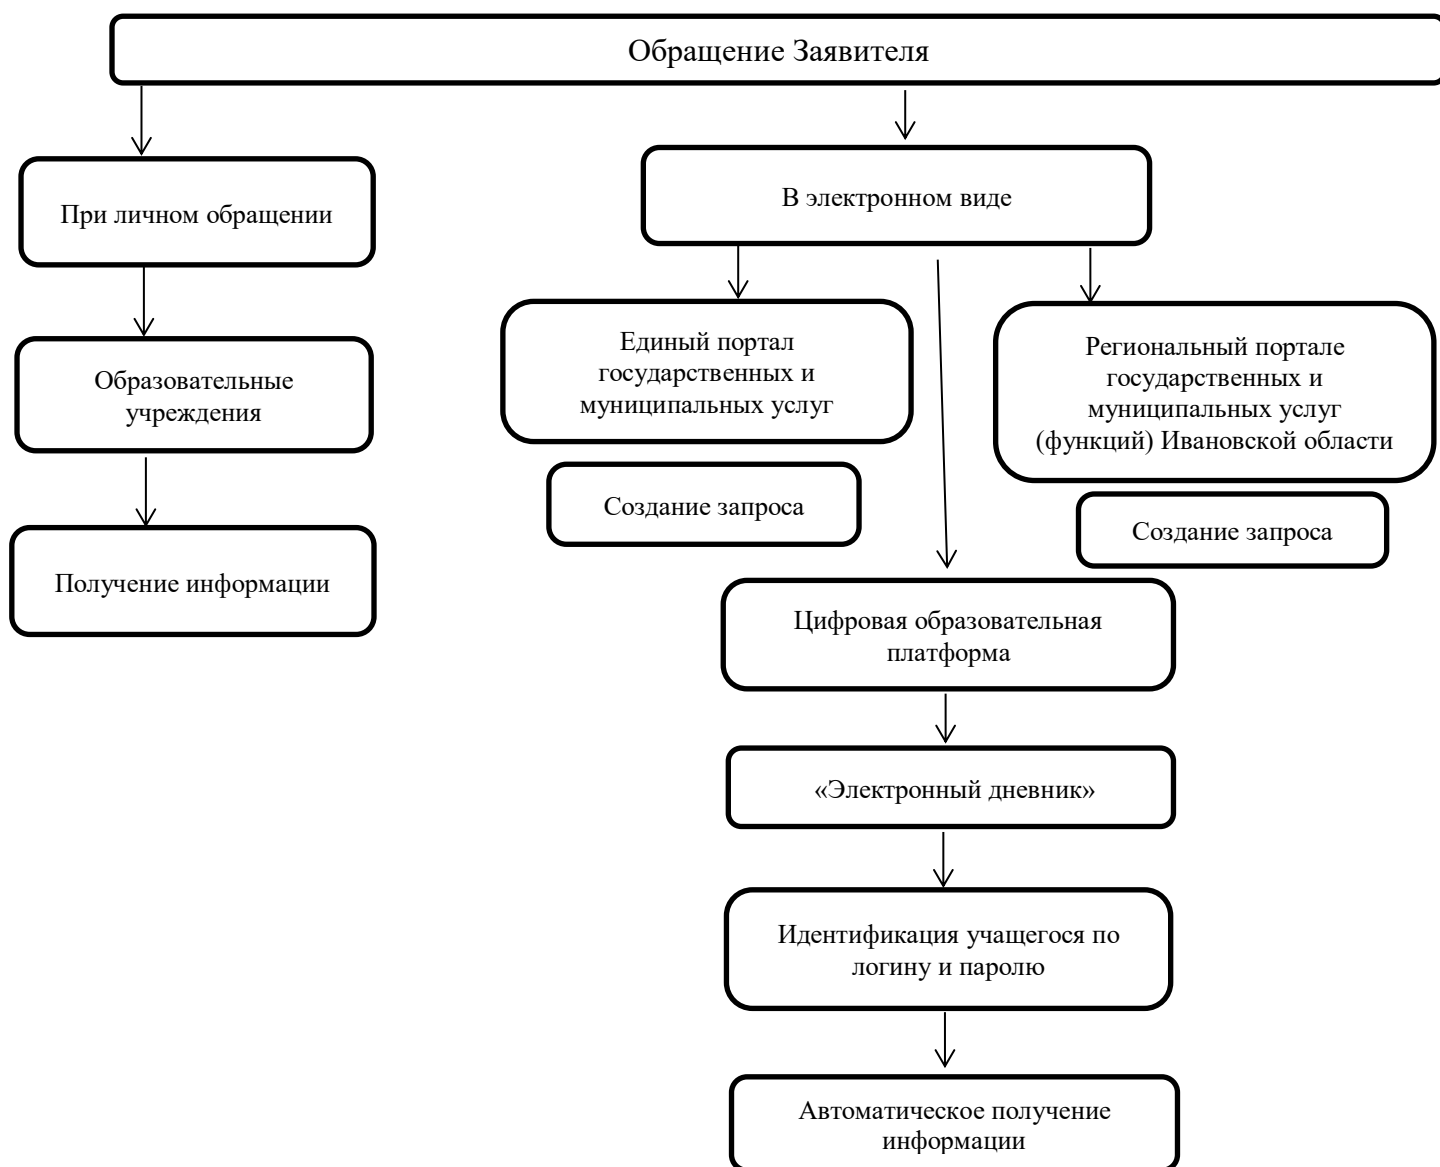 Обращение Заявителя
При личном обращении
Образовательные
учреждения
Получение информации
В электронном виде
Единый портал
государственных и
муниципальных услуг
Создание запроса
Региональный портале
государственных и
муниципальных услуг
(функций) Ивановской области
Создание запроса
Цифровая образовательная
платформа
«Электронный дневник»
Идентификация учащегося по
логину и паролю
Автоматическое получение
информации